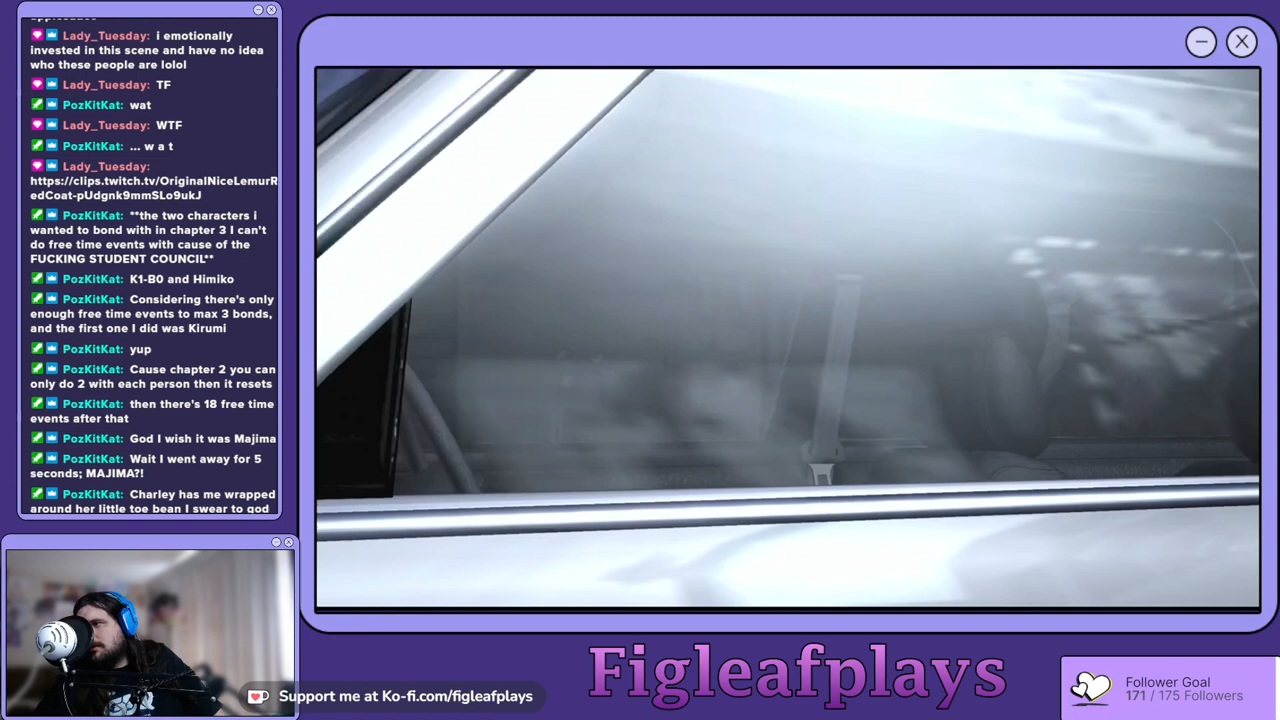 Lady_Tuesday: i emotionally
invested in this scene and have no idea
who these people are lolol
Lady_Tuesday: TF
PozKitKat: wat
Lady_Tuesday: WTF
PozKitKat: ... w a t
Lady_Tuesday:
https://clips.twitch.tv/OriginalNiceLemurR
edCoat-pUdgnk9mmSLo9ukJ
PozKitKat: **the two characters i
wanted to bond with in chapter 3 I can't
do free time events with cause of the
FUCKING STUDENT COUNCIL**
PozKitKat: K1-B0 and Himiko
PozKitKat: Considering there's only
enough free time events to max 3 bonds,
and the first one I did was Kirumi
PozKitKat: yup
PozKitKat: Cause chapter 2 you can
only do 2 with each person then it resets
PozKitKat: then there's 18 free time
events after that
PozKitKat: God I wish it was Majima
PozKitKat: Wait I went away for 5
seconds; MAJIMA?!
PozKitKat: Charley has me wrapped
around her little toe bean I swear to god
Support me at Ko-fi.com/figleafplays
Figleafplays
Follower Goal
171 / 175 Followers